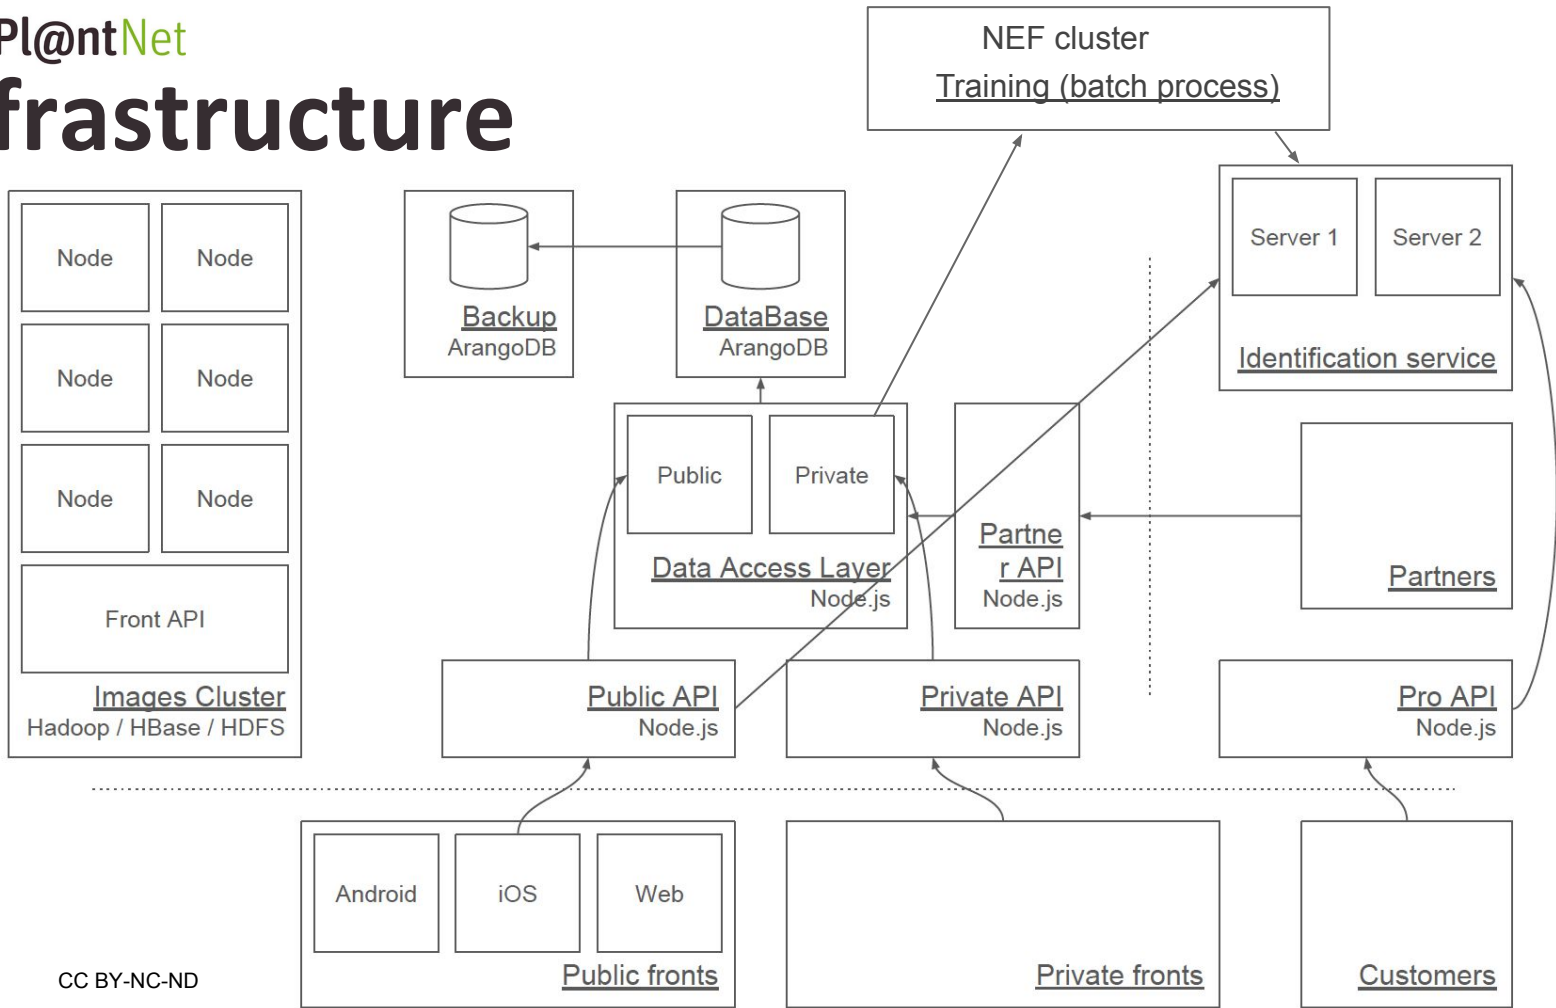 Pl@ntNet
frastructure
NEF cluster
Training (batch process)
Node
Node
Node
Node
Node
Node
Front API
Images Cluster
Hadoop / HBase / HDFS
Backup
ArangoDB
DataBase
ArangoDB
Server 1
Server 2
Identification service
Public
Private
Data Access Layer
Node.js
Partne
r API
Node.js
Partners
Public API
Node.js
Private API
Node.js
Pro API
Node.js
Android
iOS
Web
Public fronts
Private fronts
Customers
CC BY-NC-ND